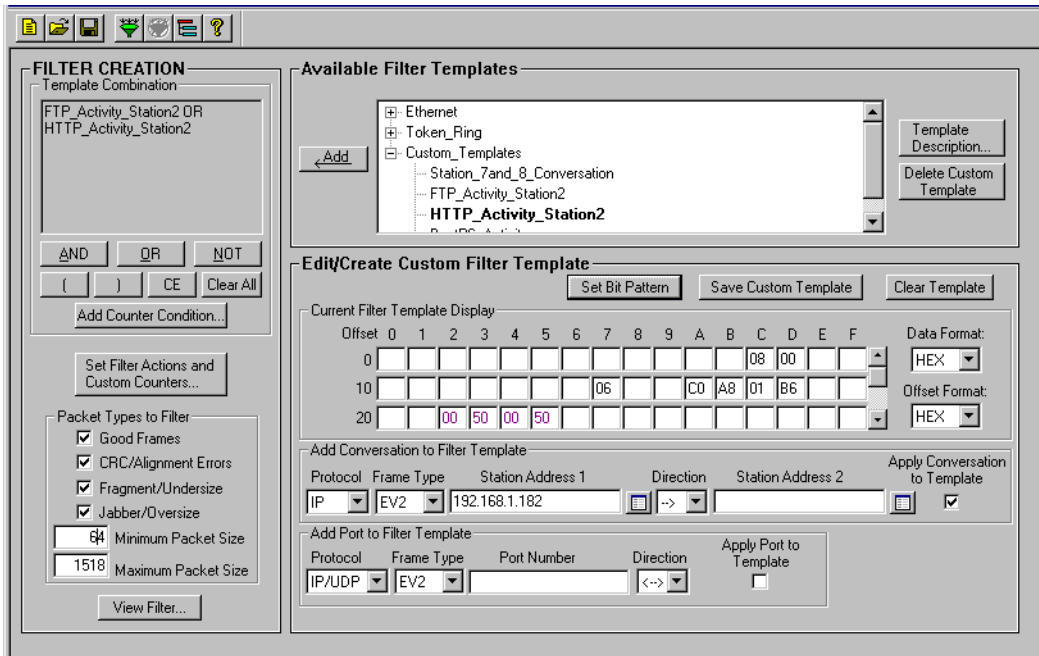 FILTER CREATION
Template Combination
FTP_Activity_Station2 OR
HTTP_Activity_Station2
AND OR NOT
( ) CE Clear All
Add Counter Condition...
Set Filter Actions and
Custom Counters...
Packet Types to Filter
Good Frames
CRC/Alignment Errors
Fragment/Undersize
Jabber/Oversize
64 Minimum Packet Size
1518 Maximum Packet Size
View Filter...
Available Filter Templates
Add
Ethernet
Token_Ring
Custom_Templates
Station_7and_8_Conversation
FTP_Activity_Station2
HTTP_Activity_Station2
Template
Description...
Delete Custom
Template
Edit/Create Custom Filter Template
Set Bit Pattern Save Custom Template Clear Template
Current Filter Template Display
Offset 0 1 2 3 4 5 6 7 8 9 A B C D E F
0 08 00
10 06 C0 A8 01 B6
20 00 50 00 50
Data Format:
HEX
Offset Format:
HEX
Add Conversation to Filter Template
Protocol Frame Type Station Address 1 Direction Station Address 2 Apply Conversation
to Template
IP EV2 192.168.1.182 -->
Add Port to Filter Template
Protocol Frame Type Port Number Direction Apply Port to
Template
IP/UDP EV2 <-->